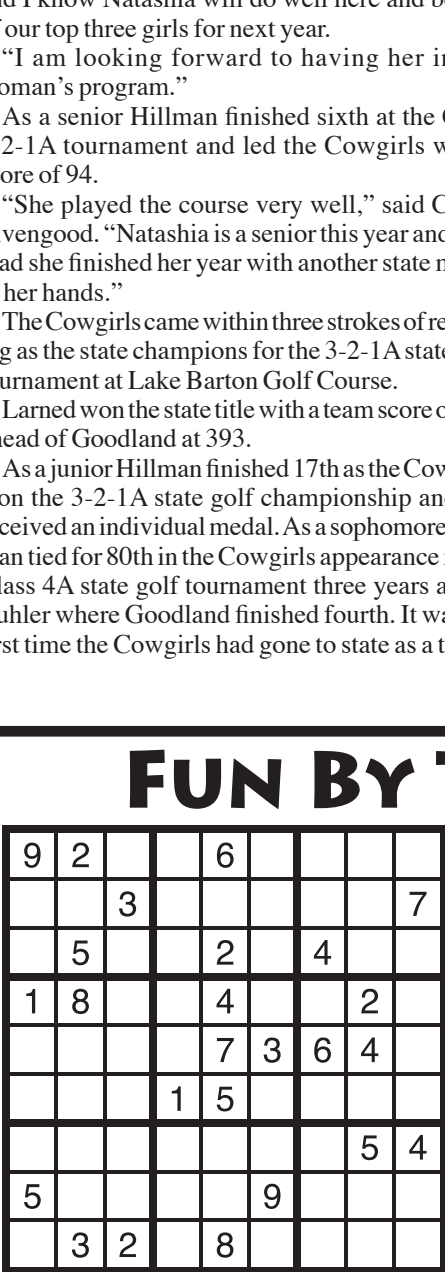 I know Natashia will do well here and
f our top three girls for next year.
“I am looking forward to having her i
oman’s program.”
As a senior Hillman finished sixth at the
2-1A tournament and led the Cowgirls w
ore of 94.
“She played the course very well,” said C
vengood. “Natashia is a senior this year and
ad she finished her year with another state m
her hands.”
The Cowgirls came within three strokes of re
g as the state champions for the 3-2-1A state
urnament at Lake Barton Golf Course.
Larned won the state title with a team score o
head of Goodland at 393.
As a junior Hillman finished 17th as the Cow
on the 3-2-1A state golf championship an
ceived an individual medal. As a sophomore
an tied for 80th in the Cowgirls appearance
lass 4A state golf tournament three years a
uhler where Goodland finished fourth. It wa
rst time the Cowgirls had gone to state as a t
FUN BY
9 2 6
3 7
5 2 4
1 8 4 2
7 3 6 4
1 5
5 4
5 9
3 2 8